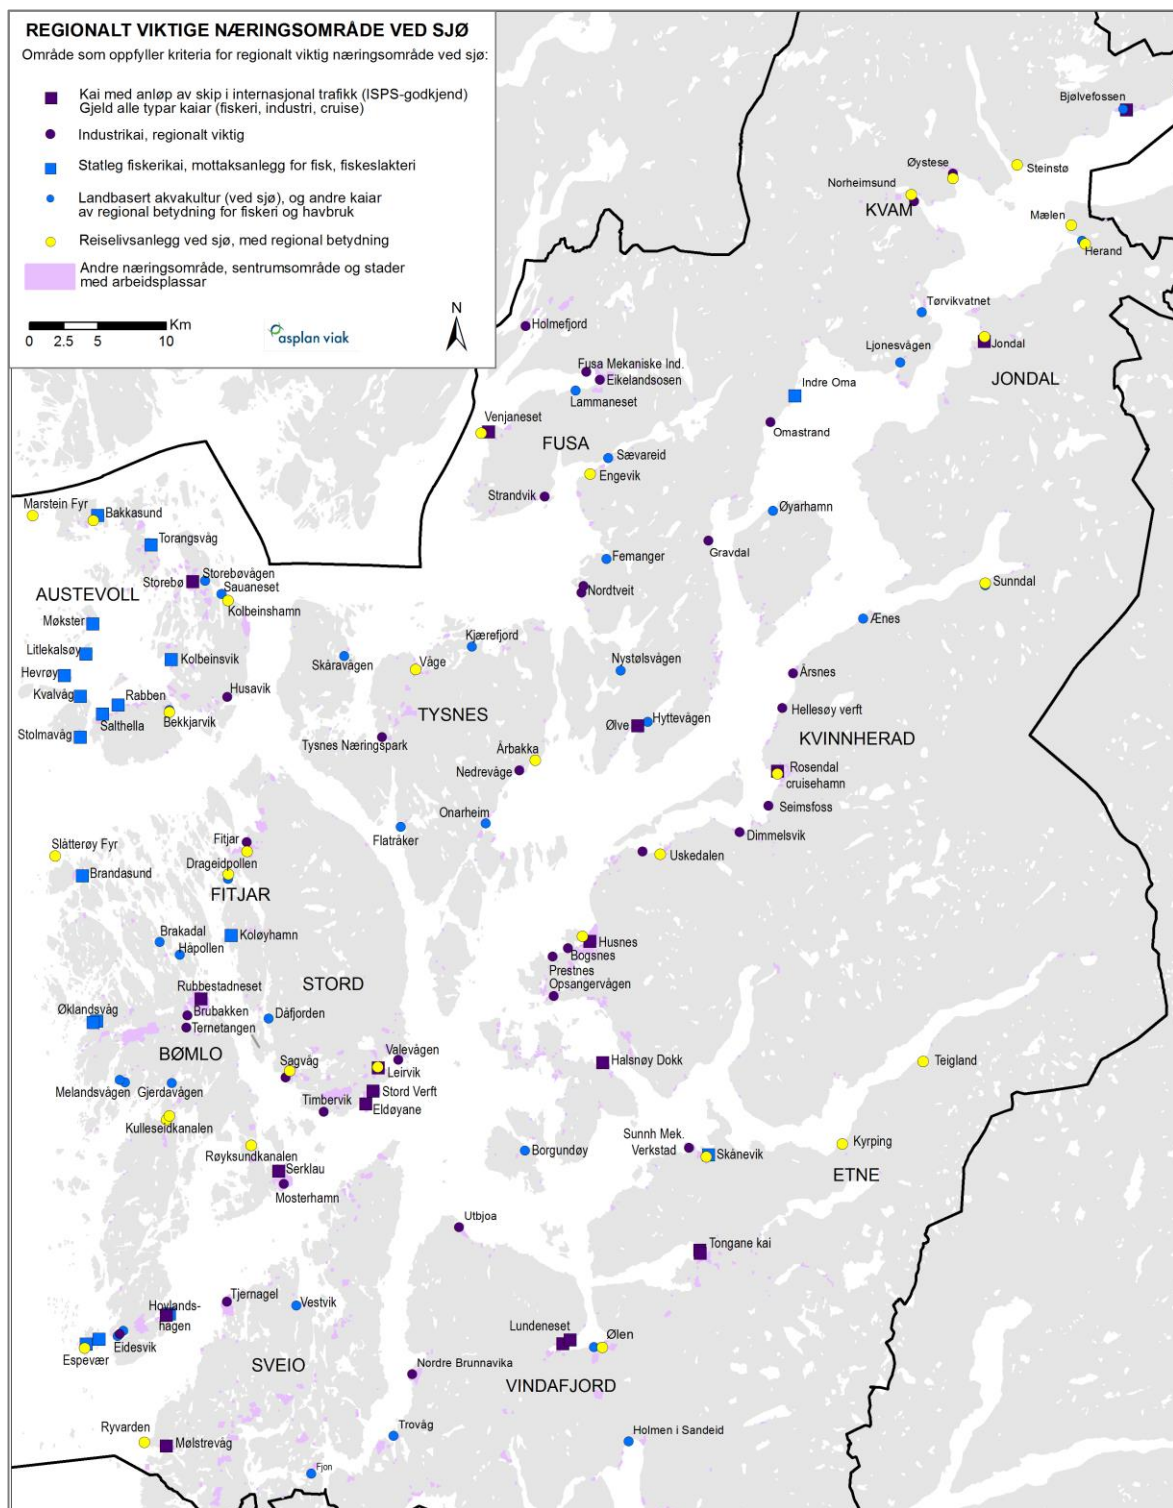 REGIONALT VIKTIGE NÆRINGSOMRÅDE VED SJØ
Område som oppfyller kriteria for regionalt viktig næringsområde ved sjø:
Kai med anløp av skip i internasjonal trafikk (ISPS-godkjend)
Gjeld alle typar kaiar (fiskeri, industri, cruise)
Industrikai, regionalt viktig
Statleg fiskerikai, mottaksanlegg for fisk, fiskeslakteri
Landbasert akvakultur (ved sjø), og andre kaiar
av regional betydning for fiskeri og havbruk
Reiselivsanlegg ved sjø, med regional betydning
Andre næringsområde, sentrumsområde og stader
med arbeidsplassar
N
Km
0 2.5 5 10
asplan viak
Bjølvefossen
Øystese
Steinstø
Norheimsund
KVAM
Mælen
Herand
Tørvikvatnet
Holmefjord
Ljonesvågen
Jondal
JONDAL
Fusa Mekaniske Ind.
Eikelandsosen
Lammaneset
Indre Oma
Omastrand
Venjaneset
FUSA
Sævareid
Engevik
Strandvik
Øyarhamn
Marstein Fyr
Bakkasund
Torangsvåg
Gravdal
Femanger
Storebø
Storebøvågen
Sauaneset
Kolbeinshamn
AUSTEVOLL
Nordtveit
Sunndal
Møkster
Ænes
Litlekalsøy
Kolbeinsvik
Skåravågen
Kjærefjord
Våge
Nystølsvågen
Hevrøy
Årsnes
Kvalvåg
Rabben
Husavik
Salthella
Bekkjarvik
TYSNES
Hyttevågen
Ølve
Hellesøy verft
Stolmavåg
Tysnes Næringspark
KVINNHERAD
Årbakka
Nedrevåge
Rosendal
cruisehamn
Seimsfoss
Onarheim
Flatråker
Dimmelsvik
Fitjar
Slåtterøy Fyr
Drageidpollen
Uskedalen
Brandasund
FITJAR
Brakadal
Håpollen
Koløyhamn
Husnes
Bogsnes
Prestnes
Opsangervågen
STORD
Rubbestadneset
Brubakken
Ternetangen
Øklandsvåg
Dåfjorden
BØMLO
Valevågen
Leirvik
Sagvåg
Halsnøy Dokk
Teigland
Melandsvågen
Gjerdavågen
Stord Verft
Timbervik
Eldøyane
Kulleseidkanalen
Røyksundkanalen
Borgundøy
Sunnh Mek.
Verkstad
Skånevik
Kyrping
ETNE
Serklau
Mosterhamn
Utbjoa
Tongane kai
Tjernagel
Vestvik
Hovlands-
hagen
Eidesvik
Espevær
Lundeneset
Ølen
SVEIO
Nordre Brunnavika
VINDAFJORD
Ryvarden
Mølstrevåg
Trovåg
Holmen i Sandeid
Fjon